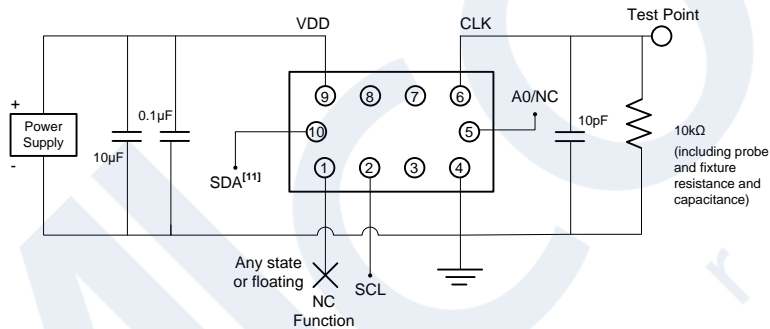 Test Point
VDD
CLK
+
Power
Supply
-
10µF
0.1µF
9
8
7
6
10
5
1
2
3
4
A0/NC
SDA[11]
10pF
10kΩ
(including probe
and fixture
resistance and
capacitance)
Any state
or floating
NC
Function
SCL